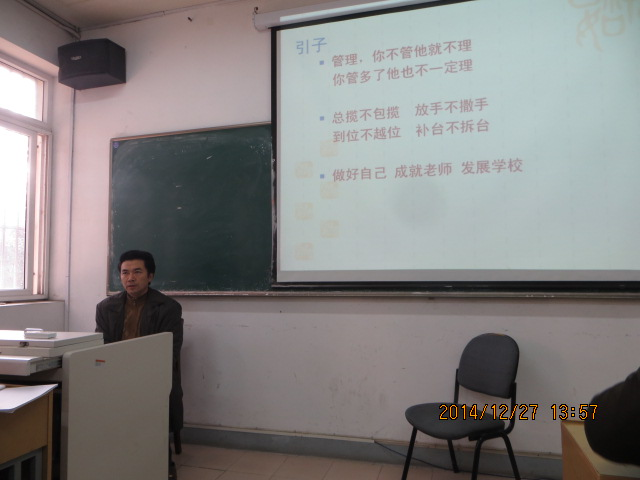 引子
管理,你不管他就不理
你管多了他也不一定理
总揽不包揽 放手不撒手
到位不越位 补台不拆台
做好自己 成就老师 发展学校
2014/12/27 13:57